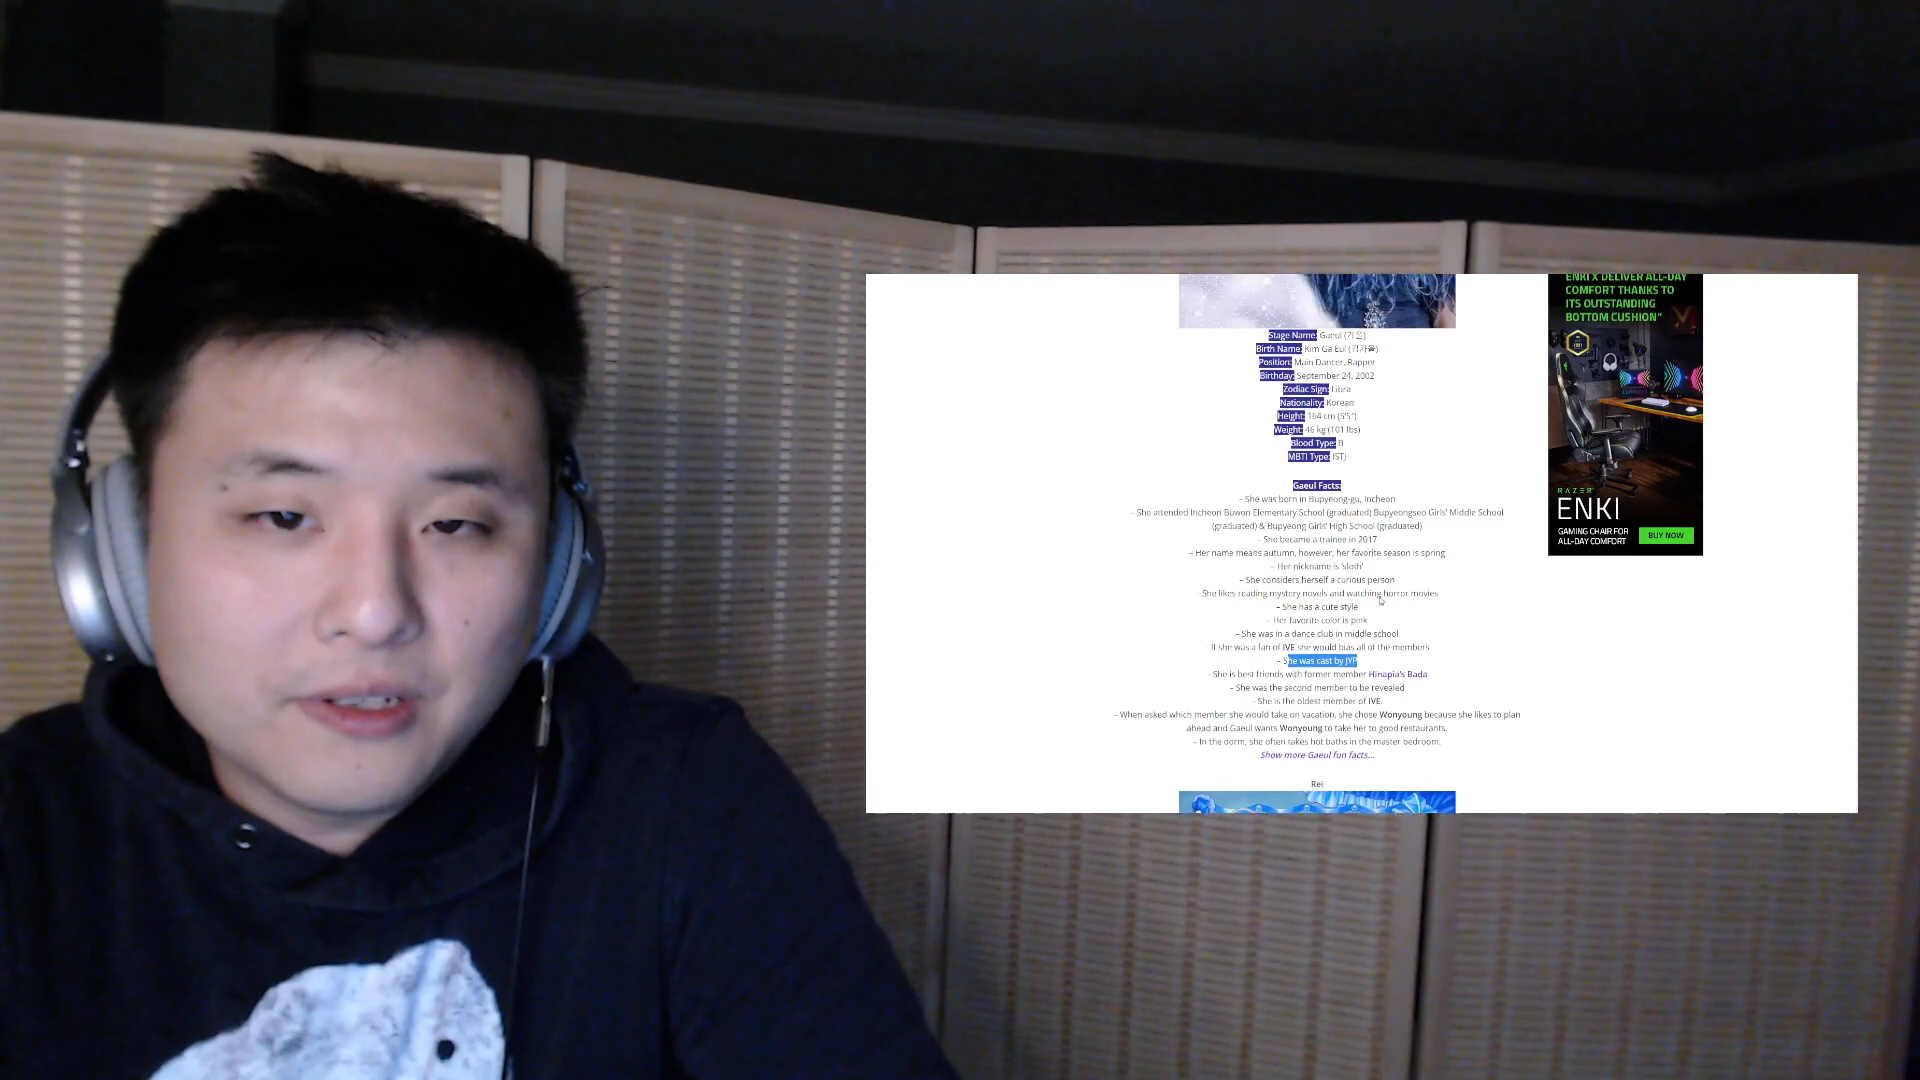 ENKI X DELIVER ALL-DAY
COMFORT THANKS TO
ITS OUTSTANDING
BOTTOM CUSHION"
RAZER
ENKI
GAMING CHAIR FOR
ALL-DAY COMFORT
BUY NOW
Stage Name: Gaeul (가을)
Birth Name: Kim Ga Eul (김가을)
Position: Main Dancer, Rapper
Birthday: September 24, 2002
Zodiac Sign: Libra
Nationality: Korean
Height: 164 cm (5'5")
Weight: 46 kg (101 lbs)
Blood Type: B
MBTI Type: ISTJ
Gaeul Facts:
– She was born in Bupyeong-gu, Incheon
– She attended Incheon Buwon Elementary School (graduated) Bupyeongseo Girls' Middle School
(graduated) & Bupyeong Girls' High School (graduated)
– She became a trainee in 2017
– Her name means autumn, however, her favorite season is spring
– Her nickname is 'sloth'
– She considers herself a curious person
– She likes reading mystery novels and watching horror movies
– She has a cute style
– Her favorite color is pink
– She was in a dance club in middle school
– If she was a fan of IVE she would bias all of the members
– She was cast by JYP
– She is best friends with former member Hinapia's Bada
– She was the second member to be revealed
– She is the oldest member of IVE.
– When asked which member she would take on vacation, she chose Wonyoung because she likes to plan
ahead and Gaeul wants Wonyoung to take her to good restaurants.
– In the dorm, she often takes hot baths in the master bedroom.
Show more Gaeul fun facts…
Rei